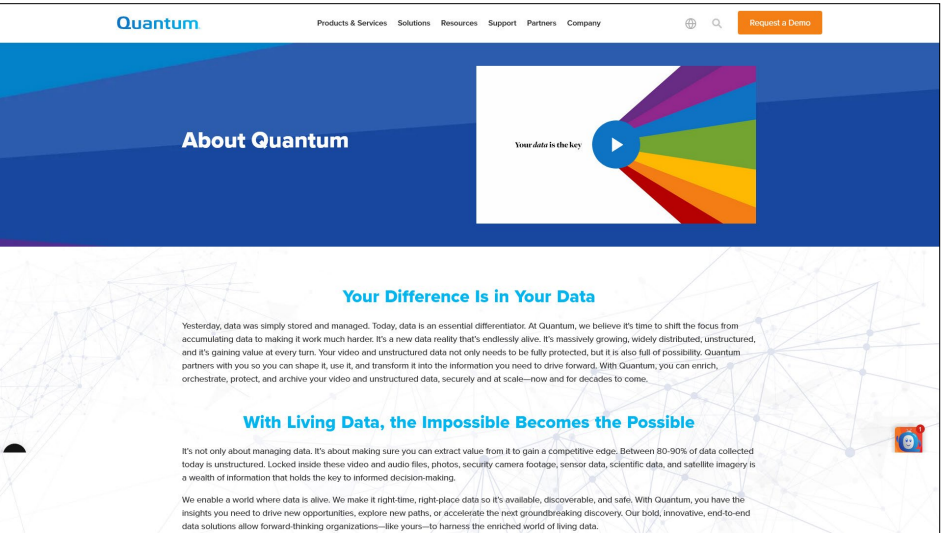 Quantum.
Products & Services Solutions Resources Support Partners Company
Request a Demo
About Quantum
Your data is the key
Your Difference Is in Your Data
Yesterday, data was simply stored and managed. Today, data is an essential differentiator. At Quantum, we believe it's time to shift the focus from
accumulating data to making it work much harder. It's a new data reality that's endlessly alive. It's massively growing, widely distributed, unstructured,
and it's gaining value at every turn. Your video and unstructured data not only needs to be fully protected, but it is also full of possibility. Quantum
partners with you so you can shape it, use it, and transform it into the information you need to drive forward. With Quantum, you can enrich,
orchestrate, protect, and archive your video and unstructured data, securely and at scale—now and for decades to come.
With Living Data, the Impossible Becomes the Possible
It's not only about managing data. It's about making sure you can extract value from it to gain a competitive edge. Between 80-90% of data collected
today is unstructured. Locked inside these video and audio files, photos, security camera footage, sensor data, scientific data, and satellite imagery is
a wealth of information that holds the key to informed decision-making.
1
We enable a world where data is alive. We make it right-time, right-place data so it's available, discoverable, and safe. With Quantum, you have the
insights you need to drive new opportunities, explore new paths, or accelerate the next groundbreaking discovery. Our bold, innovative, end-to-end
data solutions allow forward-thinking organizations—like yours—to harness the enriched world of living data.